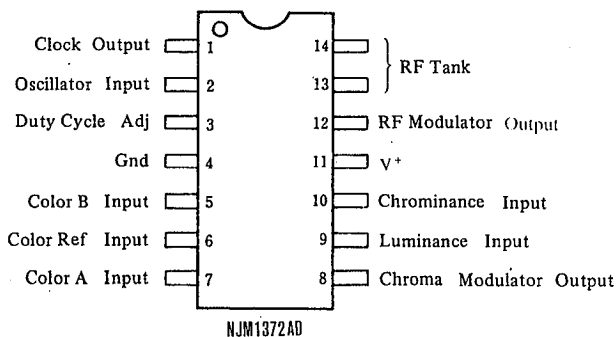 Clock Output 1
Oscillator Input 2
Duty Cycle Adj 3
Gnd 4
Color B Input 5
Color Ref Input 6
Color A Input 7
14
13
RF Tank
12 RF Modulator Output
11 V+
10 Chrominance Input
9 Luminance Input
8 Chroma Modulator Output
NJM1372AD